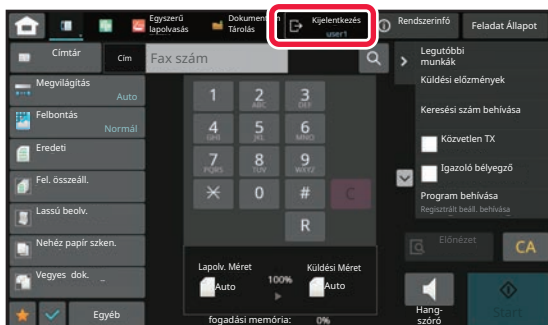 Egyszerű
lapolvasás
Dokumentum
Tárolás
Kijelentkezés
user1
Rendszerinfó
Feladat Állapot
Címtár
Cím
Fax szám
Legutóbbi
munkák
Küldési előzmények
Keresési szám behívása
Közvetlen TX
Igazoló bélyegző
Program behívása
Regisztrált beáll. behívása
Megvilágítás
Auto
Felbontás
Normál
Eredeti
Fel. összeáll.
Lassú beolv.
Nehéz papír szken.
Vegyes dok.
Egyéb
1
2
ABC
3
DEF
4
GHI
5
JKL
6
MNO
7
PQRS
8
TUV
9
WXYZ
0
#
C
R
Lapolv. Méret
Auto
100%
Küldési Méret
Auto
fogadási memória: 0%
Előnézet
CA
Hang-
szóró
Start